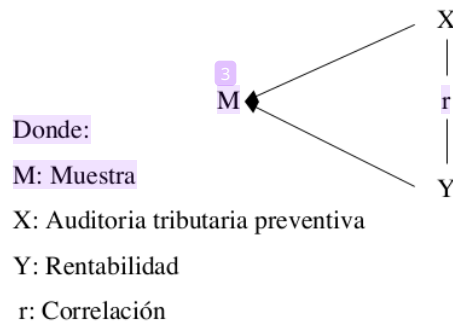 X
3
M
r
Donde:
M: Muestra
Y
X: Auditoria tributaria preventiva
Y: Rentabilidad
r: Correlación